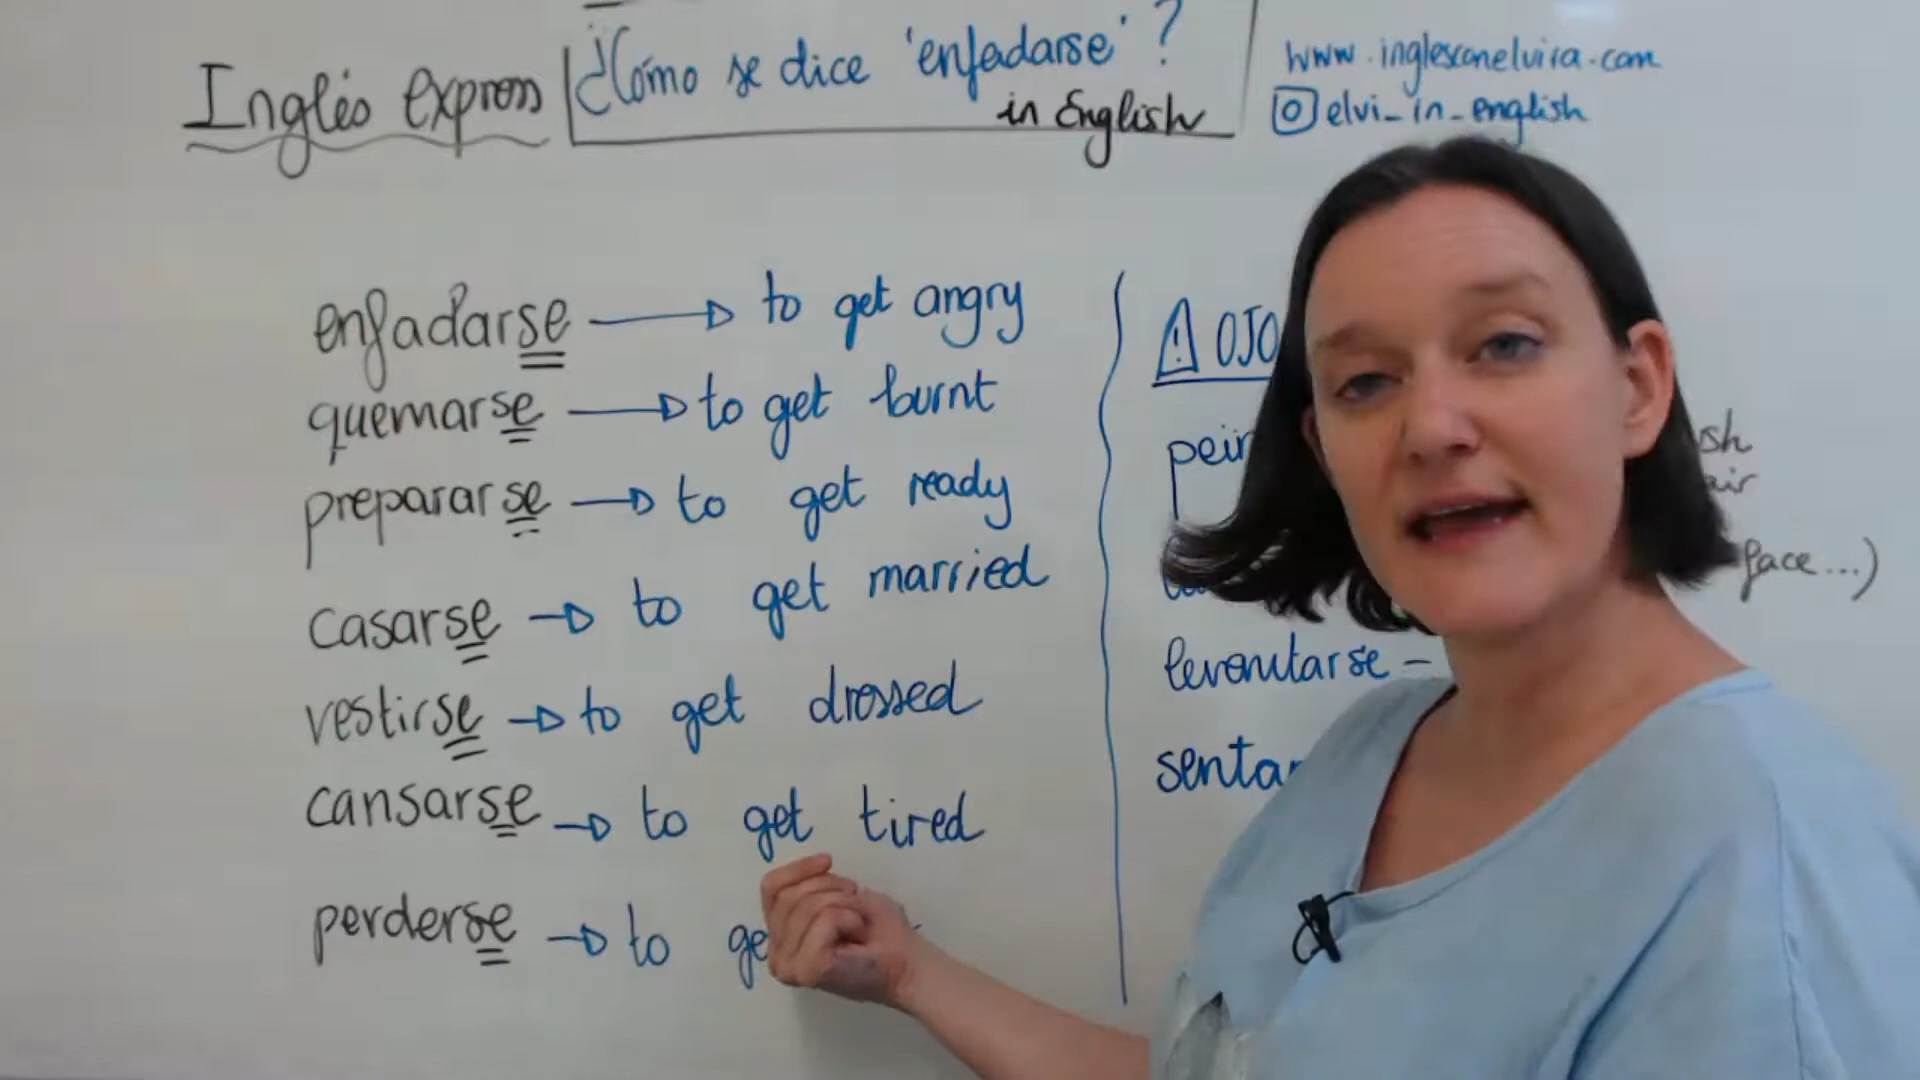 Inglés express
¿Cómo se dice 'enfadarse'?
in English
www.inglesconelvira.com
elvi_in_english
enfadarse → to get angry
quemarse → to get burnt
prepararse → to get ready
casarse → to get married
vestirse → to get dressed
cansarse → to get tired
perderse → to
⚠ OJO
levantarse -
face...)